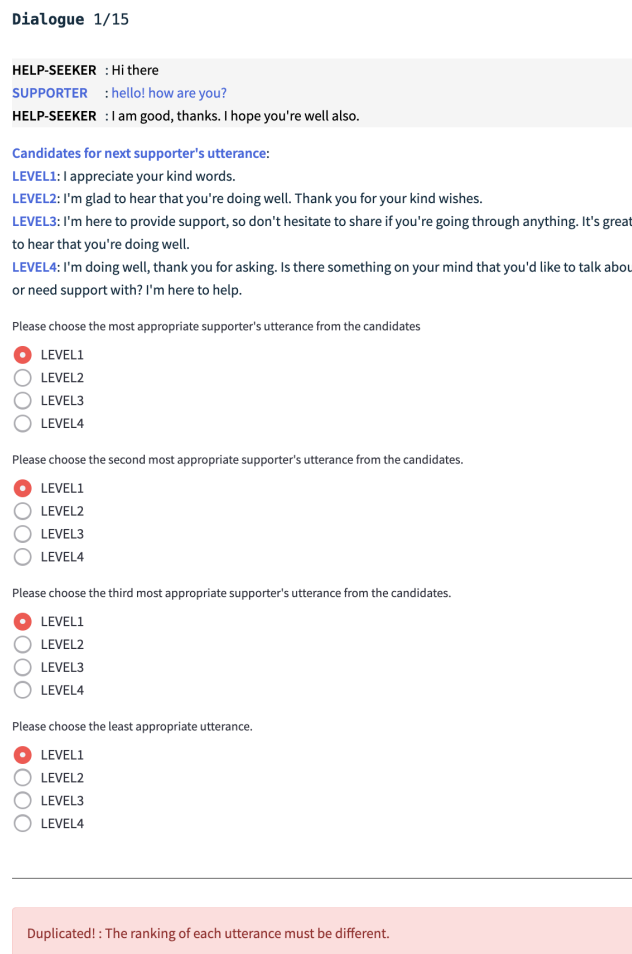 Dialogue 1/15
HELP-SEEKER : Hi there
SUPPORTER : hello! how are you?
HELP-SEEKER : I am good, thanks. I hope you're well also.
Candidates for next supporter's utterance:
LEVEL1: I appreciate your kind words.
LEVEL2: I'm glad to hear that you're doing well. Thank you for your kind wishes.
LEVEL3: I'm here to provide support, so don't hesitate to share if you're going through anything. It's great
to hear that you're doing well.
LEVEL4: I'm doing well, thank you for asking. Is there something on your mind that you'd like to talk abou
or need support with? I'm here to help.
Please choose the most appropriate supporter's utterance from the candidates
LEVEL1
LEVEL2
LEVEL3
LEVEL4
Please choose the second most appropriate supporter's utterance from the candidates.
LEVEL1
LEVEL2
LEVEL3
LEVEL4
Please choose the third most appropriate supporter's utterance from the candidates.
LEVEL1
LEVEL2
LEVEL3
LEVEL4
Please choose the least appropriate utterance.
LEVEL1
LEVEL2
LEVEL3
LEVEL4
Duplicated! : The ranking of each utterance must be different.